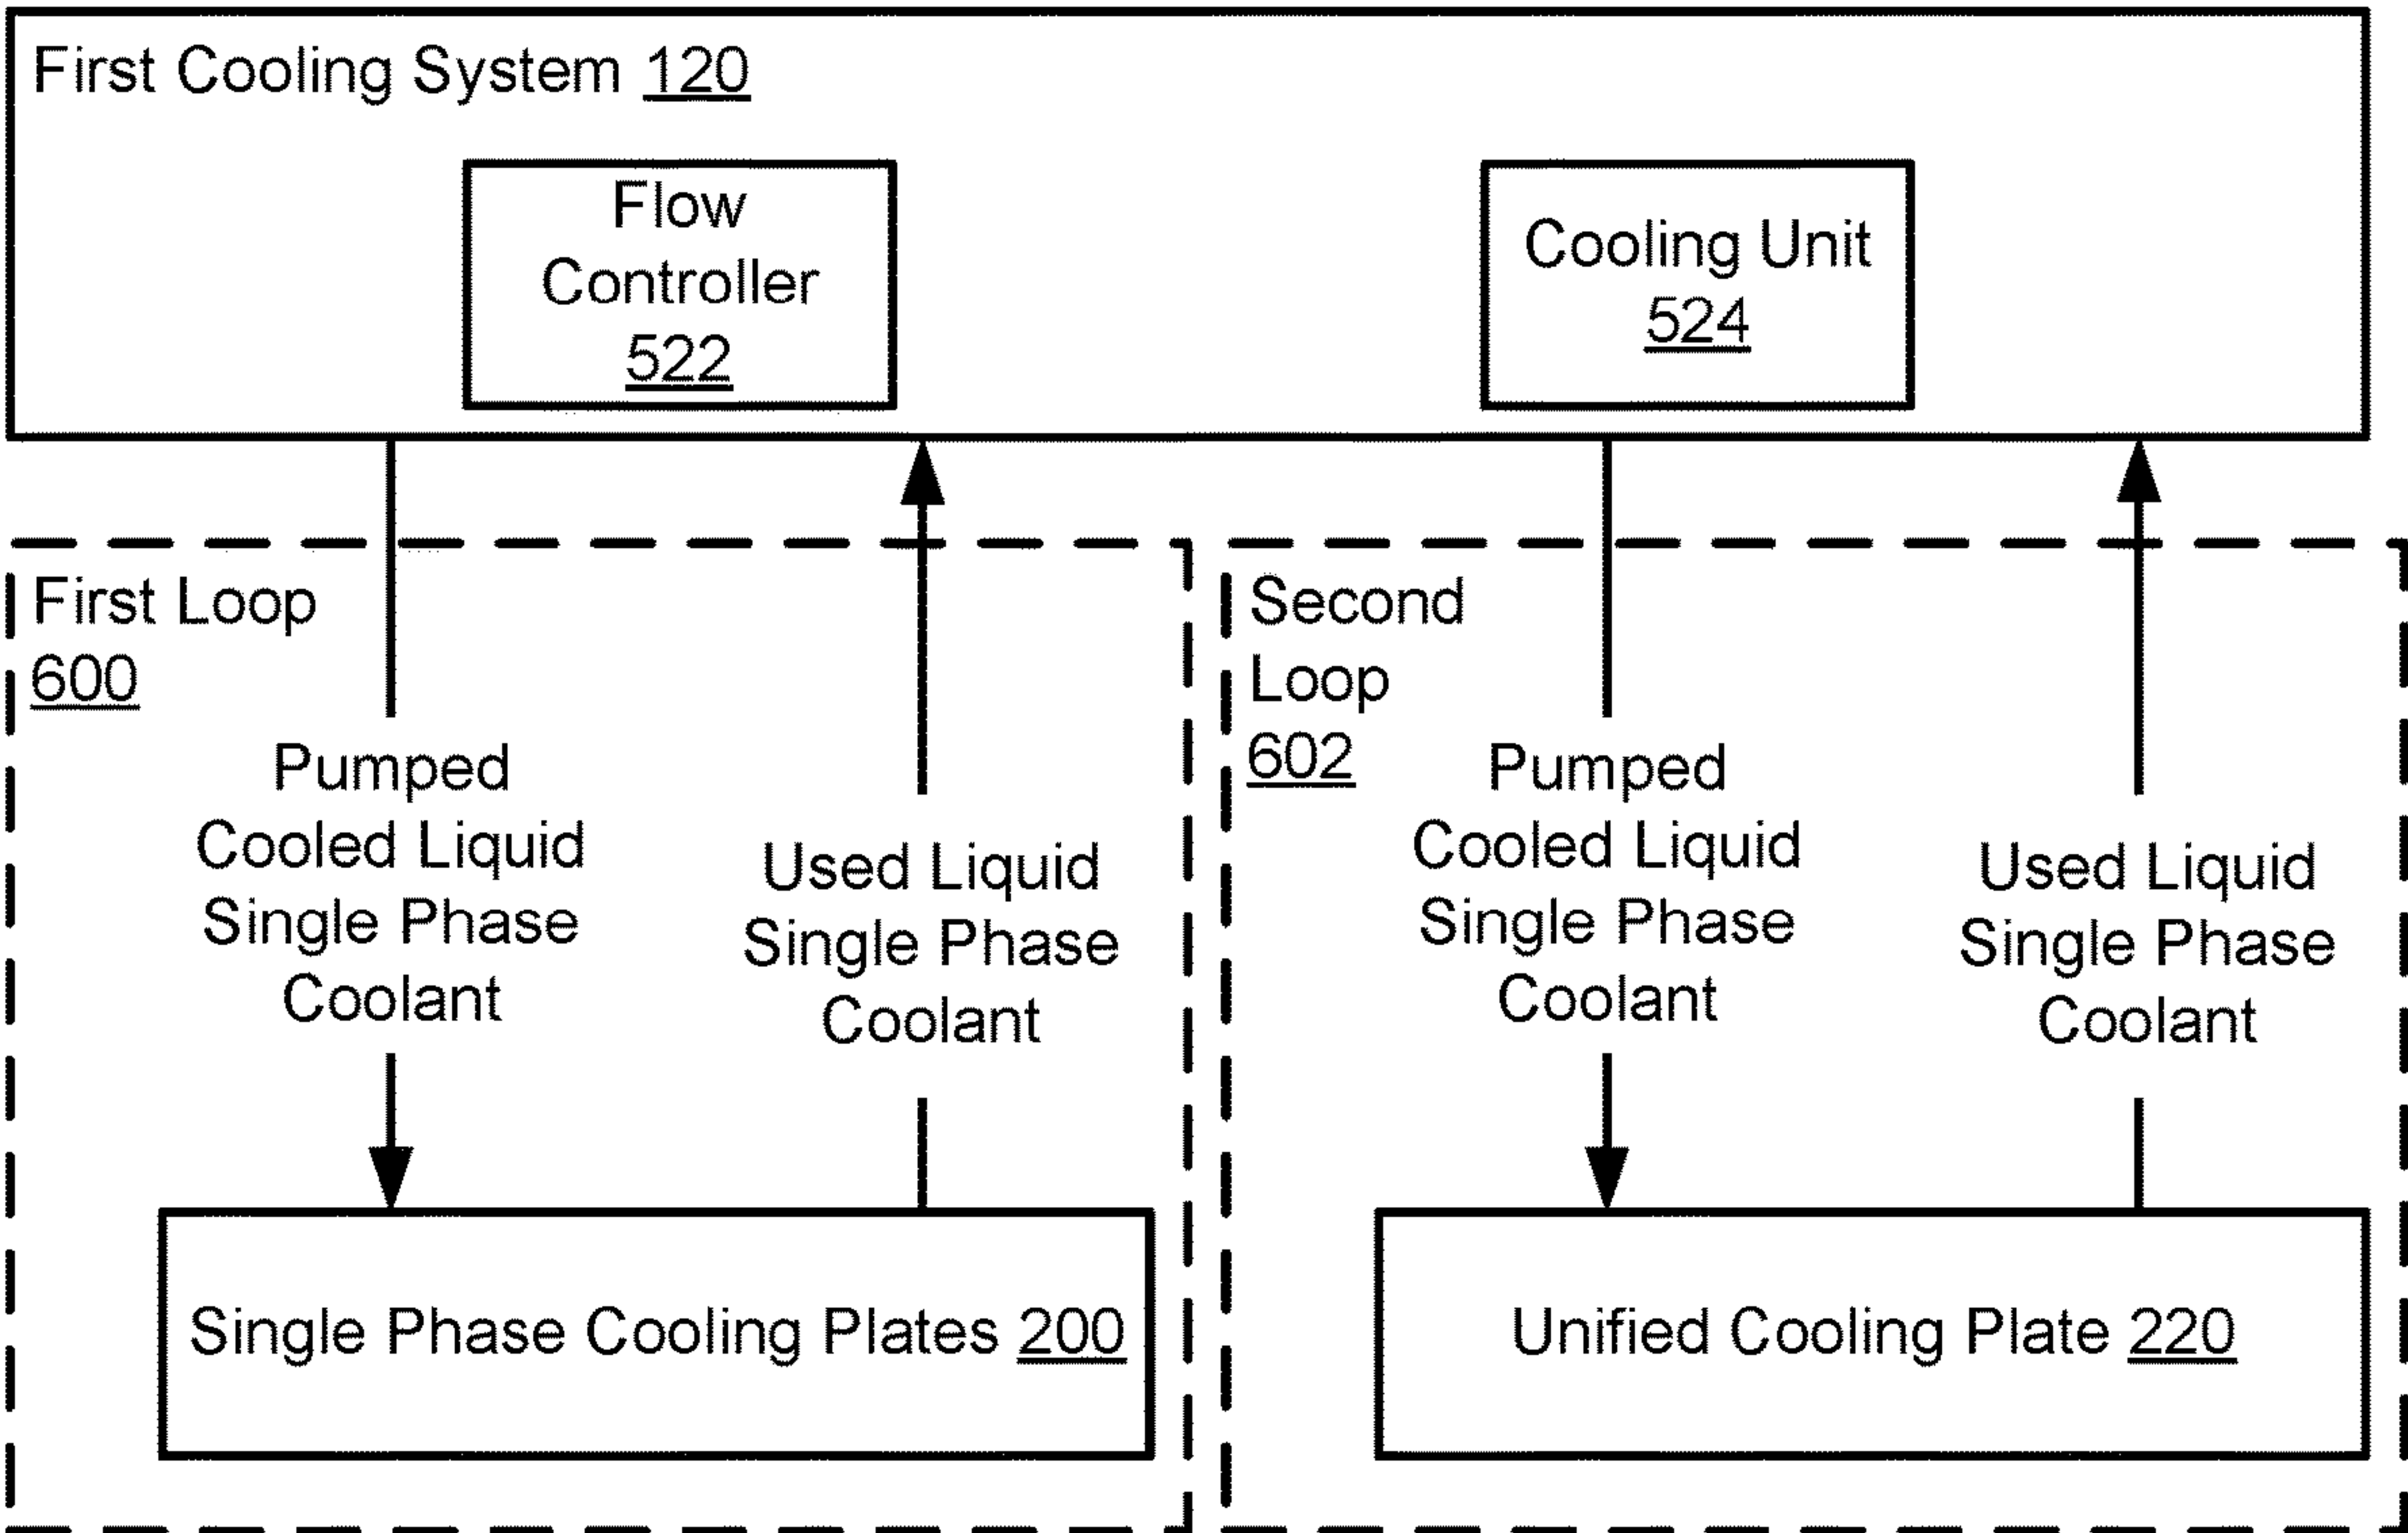 First Cooling System 120
Flow
Controller
522
Cooling Unit
524
First Loop
600
Pumped
Cooled Liquid
Single Phase
Coolant
Used Liquid
Single Phase
Coolant
Single Phase Cooling Plates 200
Second
Loop
602
Pumped
Cooled Liquid
Single Phase
Coolant
Used Liquid
Single Phase
Coolant
Unified Cooling Plate 220